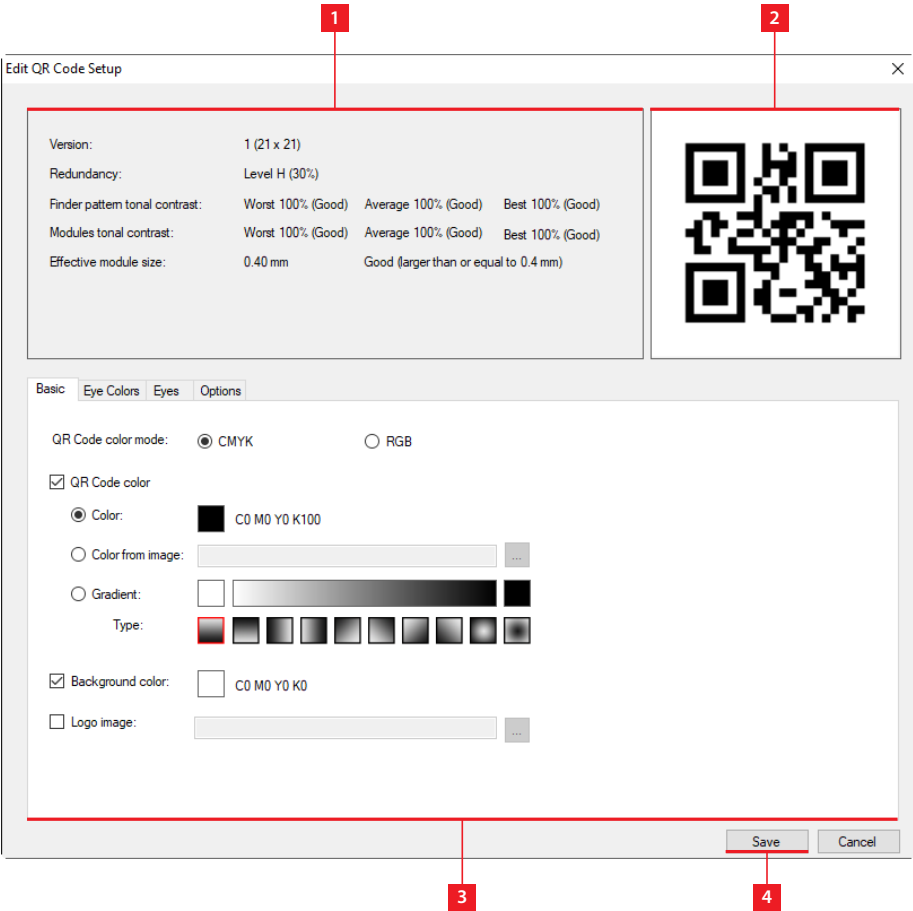 1 2
Edit QR Code Setup
Version: 1 (21 x 21)
Redundancy: Level H (30%)
Finder pattern tonal contrast: Worst 100% (Good) Average 100% (Good) Best 100% (Good)
Modules tonal contrast: Worst 100% (Good) Average 100% (Good) Best 100% (Good)
Effective module size: 0.40 mm Good (larger than or equal to 0.4 mm)
Basic Eye Colors Eyes Options
QR Code color mode: CMYK RGB
QR Code color
Color: C0 M0 Y0 K100
Color from image: ...
Gradient:
Type:
Background color: C0 M0 Y0 K0
Logo image: ...
Save Cancel
3 4